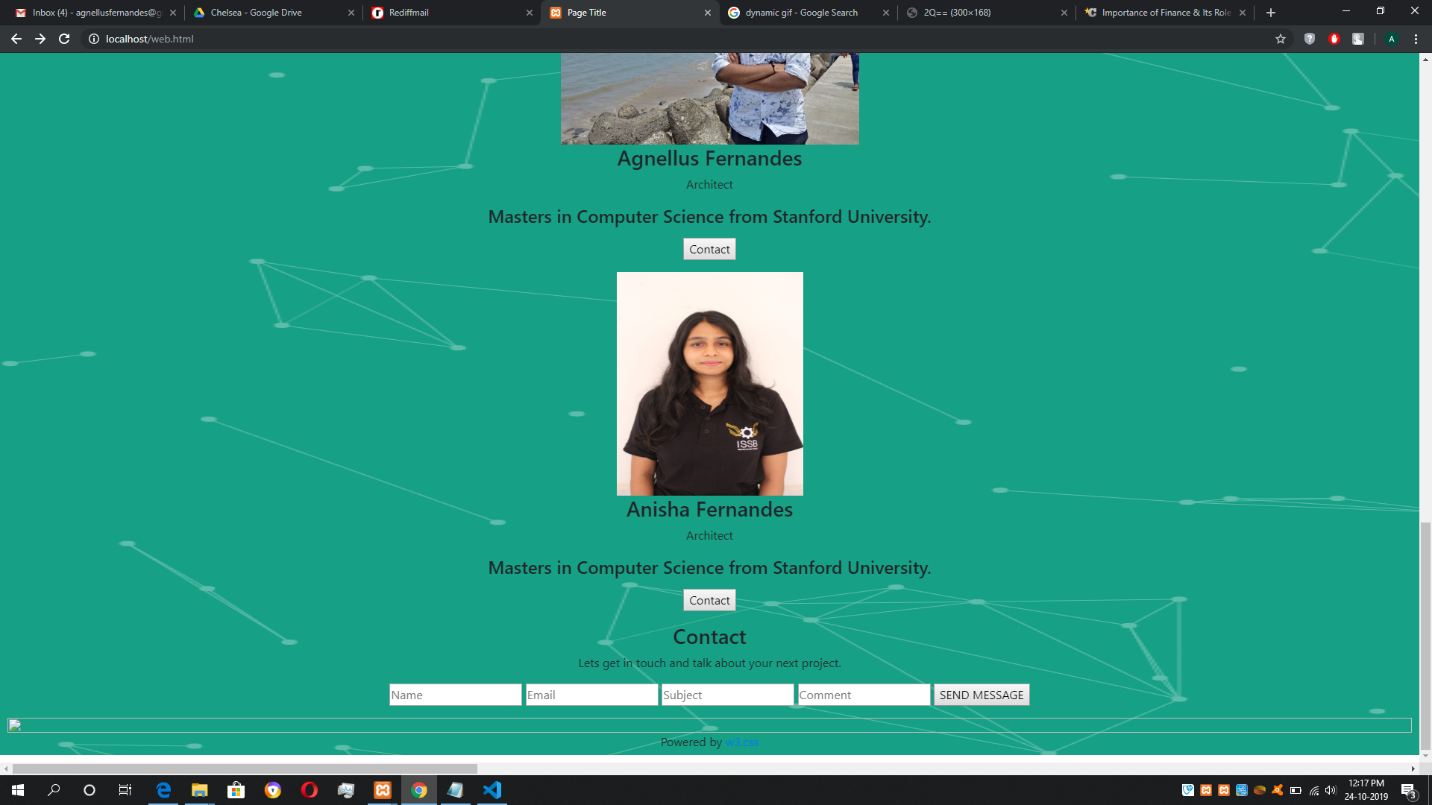 Inbox (4) - agnellusfernandes@g
Chelsea - Google Drive
Rediffmail
Page Title
dynamic gif - Google Search
2Q== (300×168)
Importance of Finance & Its Role
localhost/web.html
A
Agnellus Fernandes
Architect
Masters in Computer Science from Stanford University.
Contact
ISSB
Anisha Fernandes
Architect
Masters in Computer Science from Stanford University.
Contact
Contact
Lets get in touch and talk about your next project.
Name Email Subject Comment SEND MESSAGE
Powered by w3.css
12:17 PM
24-10-2019
3